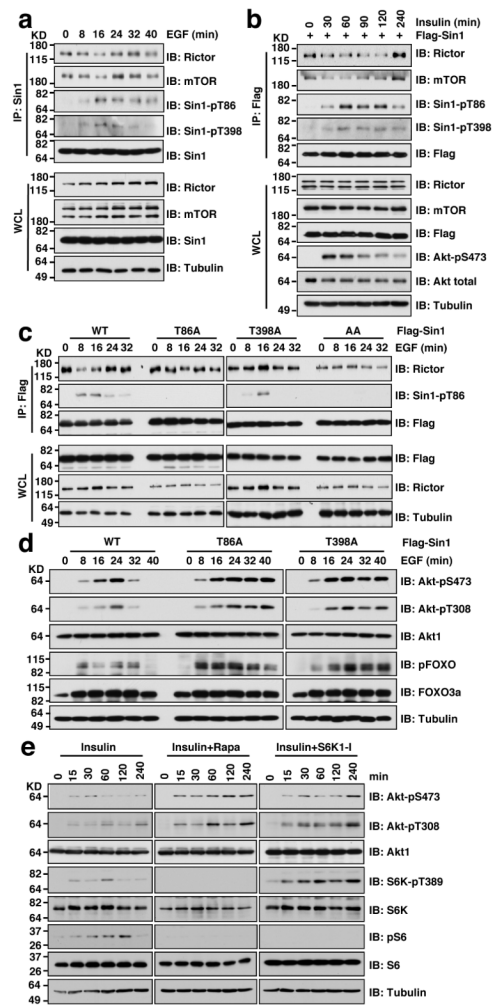 a
KD 0 8 16 24 32 40 EGF (min)
IP: Sin1
180
115
IB: Rictor
180
IB: mTOR
82
64
IB: Sin1-pT86
82
64
IB: Sin1-pT398
82
64
IB: Sin1
WCL
180
115
IB: Rictor
180
IB: mTOR
82
64
IB: Sin1
64
49
IB: Tubulin
b
0 30 60 90 120 240 Insulin (min)
KD + + + + + + Flag-Sin1
IP: Flag
180
115
IB: Rictor
180
IB: mTOR
82
64
IB: Sin1-pT86
82
64
IB: Sin1-pT398
82
64
IB: Flag
WCL
180
115
IB: Rictor
180
IB: mTOR
82
64
IB: Flag
64
IB: Akt-pS473
64
IB: Akt total
49
IB: Tubulin
c
WT T86A T398A AA Flag-Sin1
0 8 16 24 32 0 8 16 24 32 0 8 16 24 32 0 8 16 24 32 EGF (min)
KD
IP: Flag
180
115
IB: Rictor
82
64
IB: Sin1-pT86
82
64
IB: Flag
WCL
82
64
IB: Flag
180
115
IB: Rictor
64
49
IB: Tubulin
d
WT T86A T398A Flag-Sin1
0 8 16 24 32 40 0 8 16 24 32 40 0 8 16 24 32 40 EGF (min)
KD
64
IB: Akt-pS473
64
IB: Akt-pT308
64
IB: Akt1
115
82
IB: pFOXO
115
82
IB: FOXO3a
64
49
IB: Tubulin
e
Insulin Insulin+Rapa Insulin+S6K1-I
0 15 30 60 120 240 0 15 30 60 120 240 0 15 30 60 120 240 min
KD
64
IB: Akt-pS473
64
IB: Akt-pT308
64
IB: Akt1
82
64
IB: S6K-pT389
82
64
IB: S6K
37
26
IB: pS6
37
26
IB: S6
64
49
IB: Tubulin